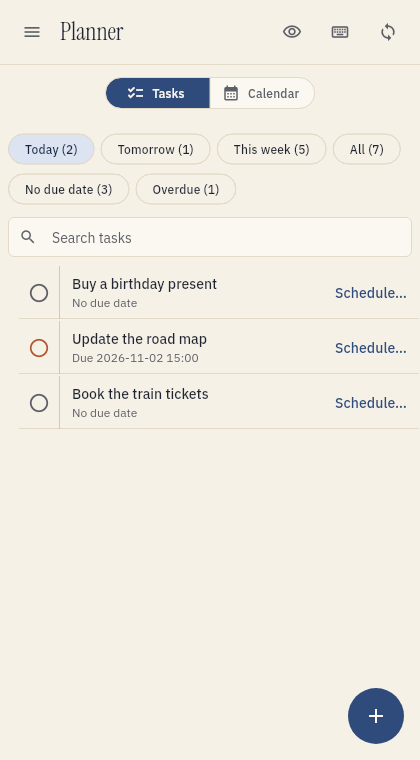 Planner
Tasks
Calendar
Today (2)
Tomorrow (1)
This week (5)
All (7)
No due date (3)
Overdue (1)
Search tasks
Buy a birthday present
No due date
Schedule...
Update the road map
Due 2026-11-02 15:00
Schedule...
Book the train tickets
No due date
Schedule...